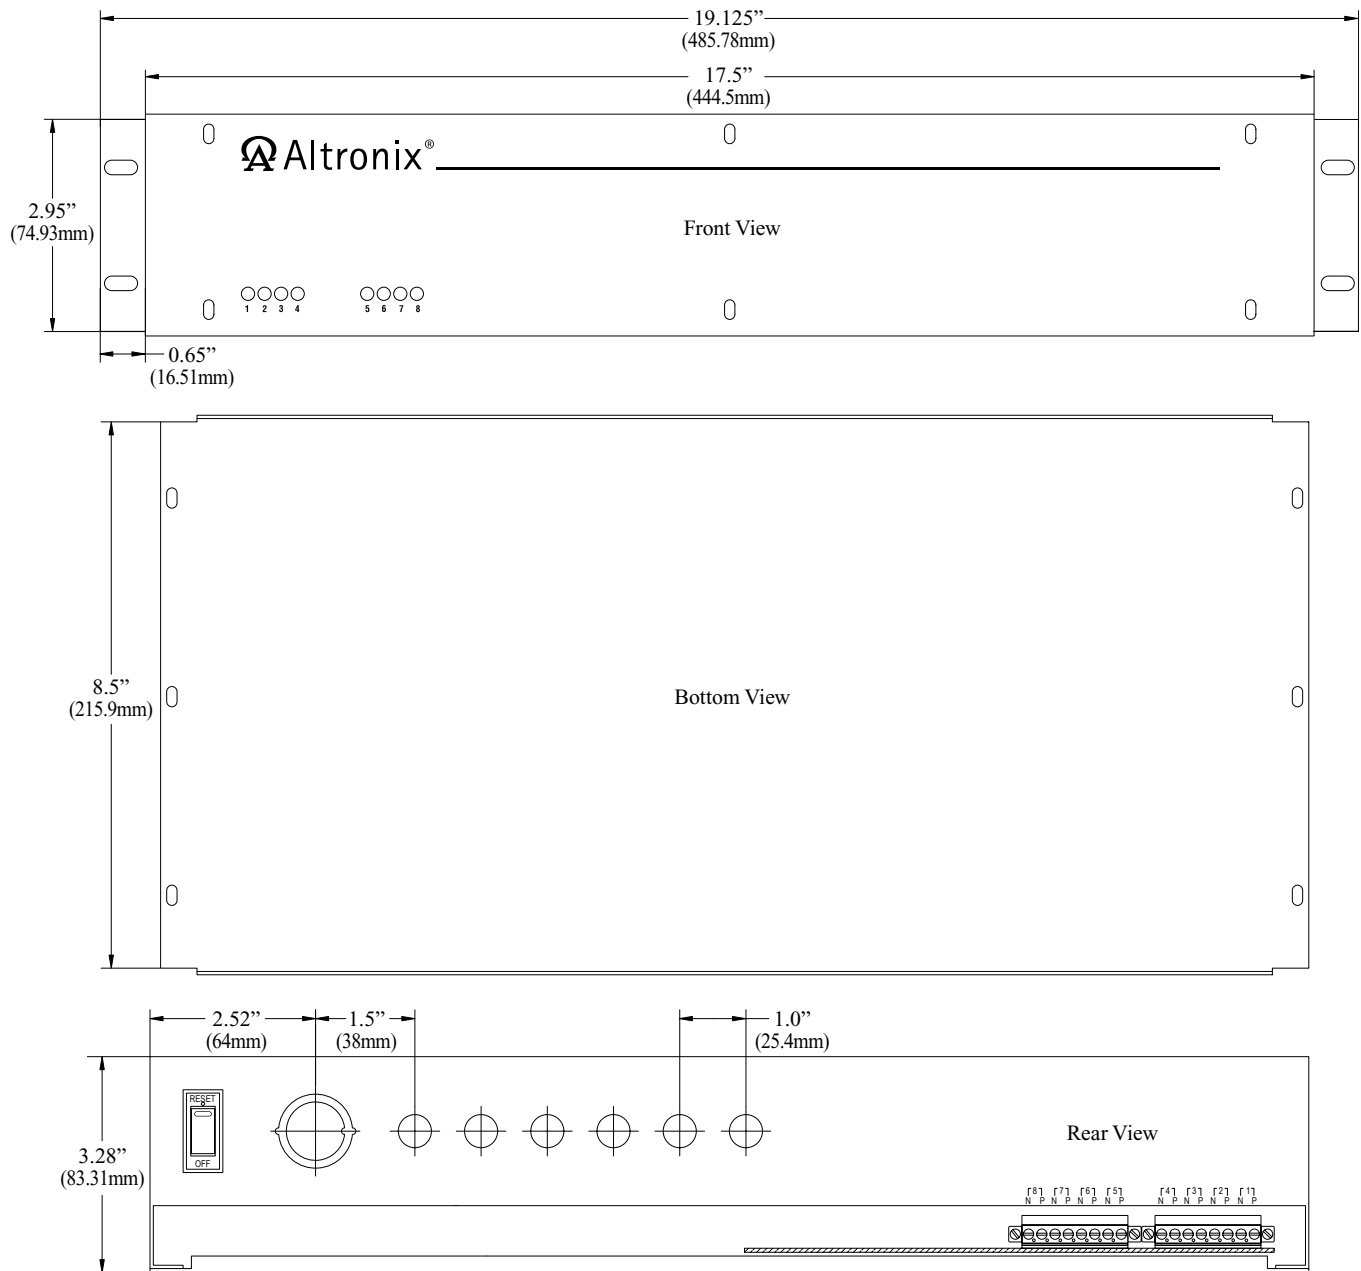 19.125”
(485.78mm)
17.5”
(444.5mm)
Altronix®
2.95”
(74.93mm)
Front View
1 2 3 4 5 6 7 8
0.65”
(16.51mm)
8.5”
(215.9mm)
Bottom View
2.52”
(64mm)
1.5”
(38mm)
1.0”
(25.4mm)
RESET
OFF
3.28”
(83.31mm)
Rear View
8 7 6 5 4 3 2 1
N P N P N P N P N P N P N P N P